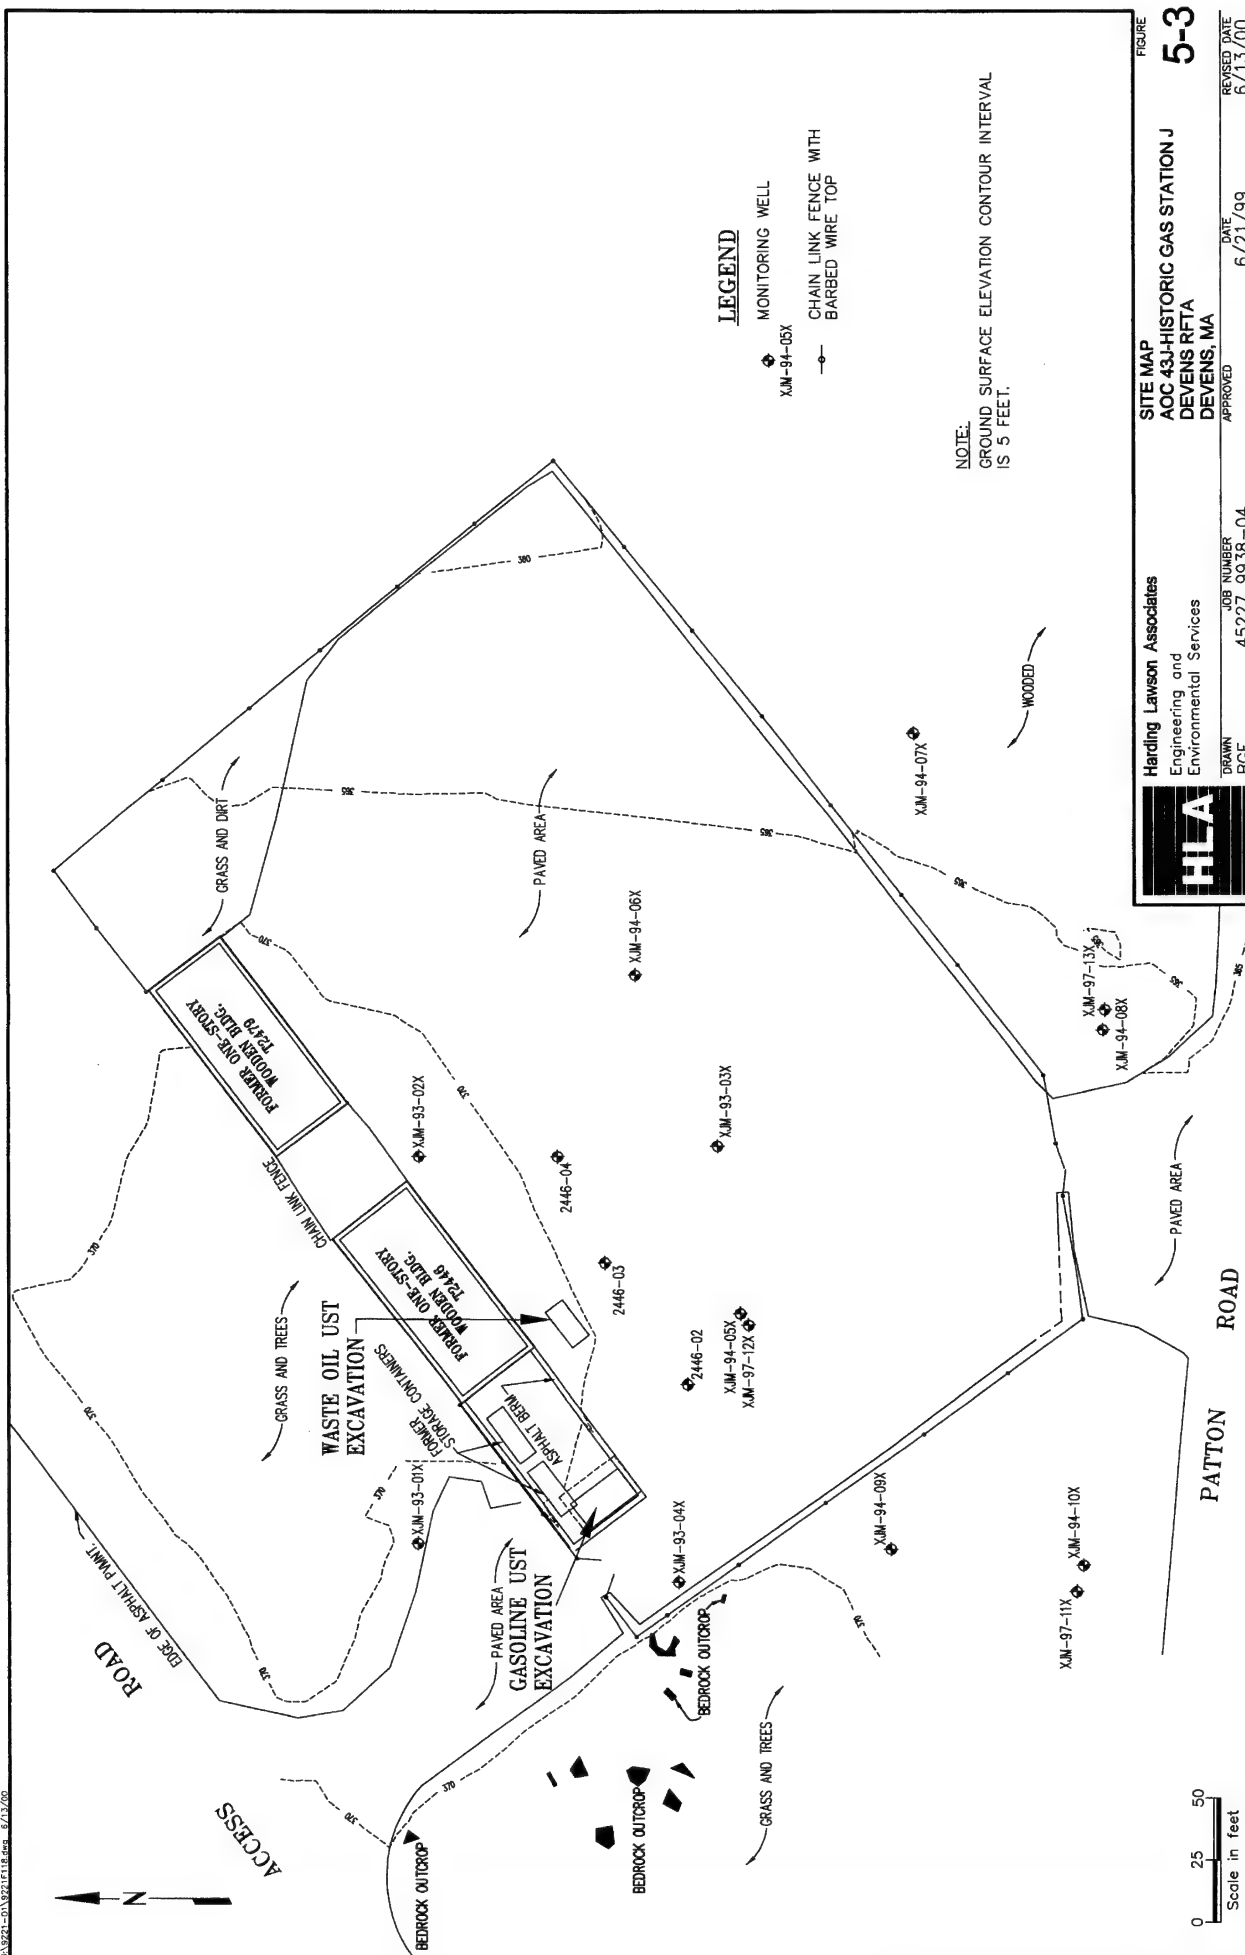 6/13/00
N
ACCESS
ROAD
EDGE OF ASPHALT PVMNT.
370
370
370
370
370
370
370
370
GRASS AND TREES
CHAIN LINK FENCE
FORMER ONE-STORY
WOODEN BLDG.
T2479
FORMER ONE-STORY
WOODEN BLDG.
T2446
GRASS AND DIRT
WASTE OIL UST
EXCAVATION
FORMER
STORAGE CONTAINERS
ASPHALT BERM
XJM-93-01X
XJM-93-02X
PAVED AREA
GASOLINE UST
EXCAVATION
2446-04
2446-03
2446-02
XJM-93-03X
XJM-94-06X
XJM-94-05X
XJM-97-12X
XJM-93-04X
PAVED AREA
365
365
380
BEDROCK OUTCROP
BEDROCK OUTCROP
BEDROCK OUTCROP
GRASS AND TREES
370
XJM-94-09X
XJM-94-10X
XJM-97-11X
XJM-94-07X
XJM-97-13X
XJM-94-08X
365
365
365
365
WOODED
PAVED AREA
PATTON ROAD
0 25 50
Scale in feet
LEGEND
XJM-94-05X
MONITORING WELL
CHAIN LINK FENCE WITH
BARBED WIRE TOP
NOTE:
GROUND SURFACE ELEVATION CONTOUR INTERVAL
IS 5 FEET.
HLA
Harding Lawson Associates
Engineering and
Environmental Services
SITE MAP
AOC 43J-HISTORIC GAS STATION J
DEVENS RFTA
DEVENS, MA
FIGURE
5-3
DRAWN
JOB NUMBER
45227 9938-04
APPROVED
DATE
6/21/99
REVISED DATE
6/13/00